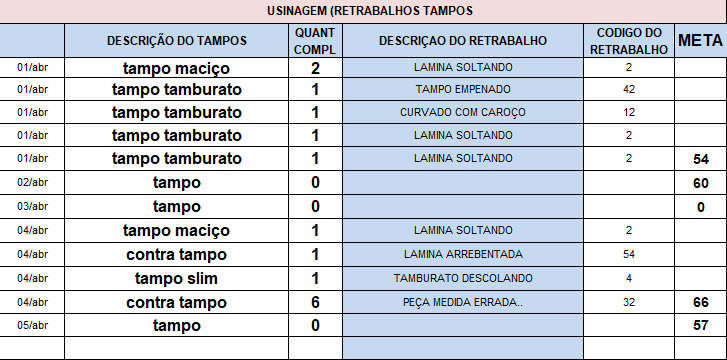 USINAGEM (RETRABALHOS TAMPOS
DESCRIÇÃO DO TAMPOS QUANT COMPL DESCRIÇAO DO RETRABALHO CODIGO DO RETRABALHO META
01/abr tampo maciço 2 LAMINA SOLTANDO 2
01/abr tampo tamburato 1 TAMPO EMPENADO 42
01/abr tampo tamburato 1 CURVADO COM CAROÇO 12
01/abr tampo tamburato 1 LAMINA SOLTANDO 2
01/abr tampo tamburato 1 LAMINA SOLTANDO 2 54
02/abr tampo 0 60
03/abr tampo 0 0
04/abr tampo maciço 1 LAMINA SOLTANDO 2
04/abr contra tampo 1 LAMINA ARREBENTADA 54
04/abr tampo slim 1 TAMBURATO DESCOLANDO 4
04/abr contra tampo 6 PEÇA MEDIDA ERRADA.. 32 66
05/abr tampo 0 57